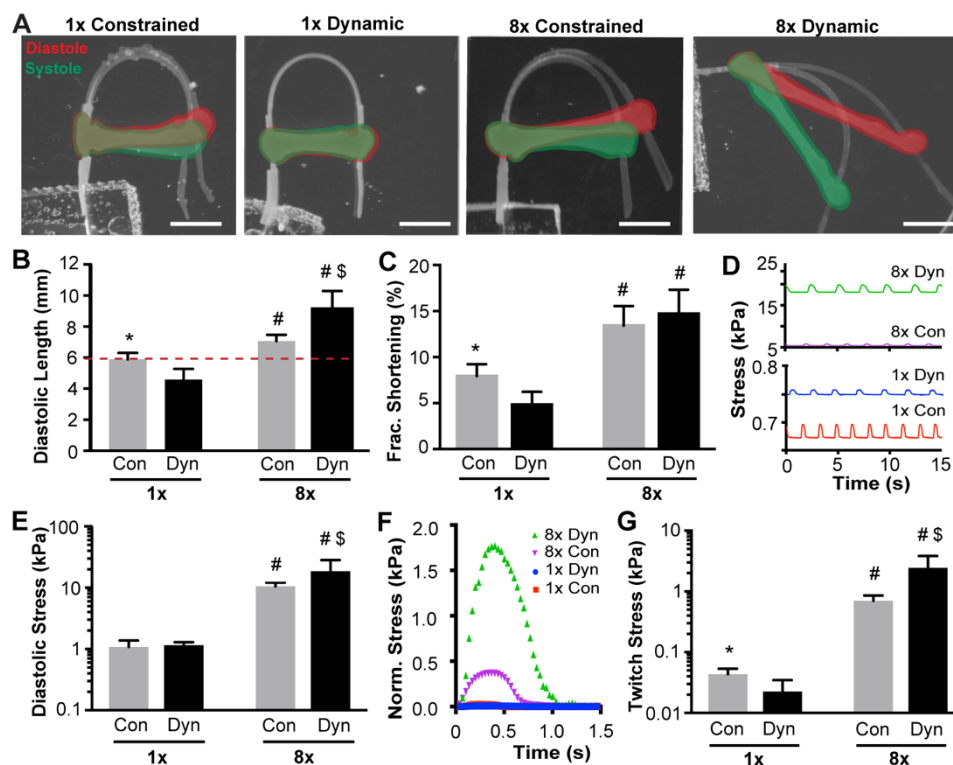 A
1x Constrained
1x Dynamic
8x Constrained
8x Dynamic
Diastole
Systole
B
Diastolic Length (mm)
12
10
8
6
4
2
0
*
#
# $
Con
Dyn
Con
Dyn
1x
8x
C
Frac. Shortening (%)
20
15
10
5
0
*
#
#
Con
Dyn
Con
Dyn
1x
8x
D
Stress (kPa)
25
15
5
0.8
0.7
8x Dyn
8x Con
1x Dyn
1x Con
0
5
10
15
Time (s)
E
Diastolic Stress (kPa)
100
10
1
0.1
#
# $
Con
Dyn
Con
Dyn
1x
8x
F
Norm. Stress (kPa)
2.0
1.5
1.0
0.5
0.0
8x Dyn
8x Con
1x Dyn
1x Con
0
0.5
1.0
1.5
Time (s)
G
Twitch Stress (kPa)
10
1
0.1
0.01
*
#
# $
Con
Dyn
Con
Dyn
1x
8x